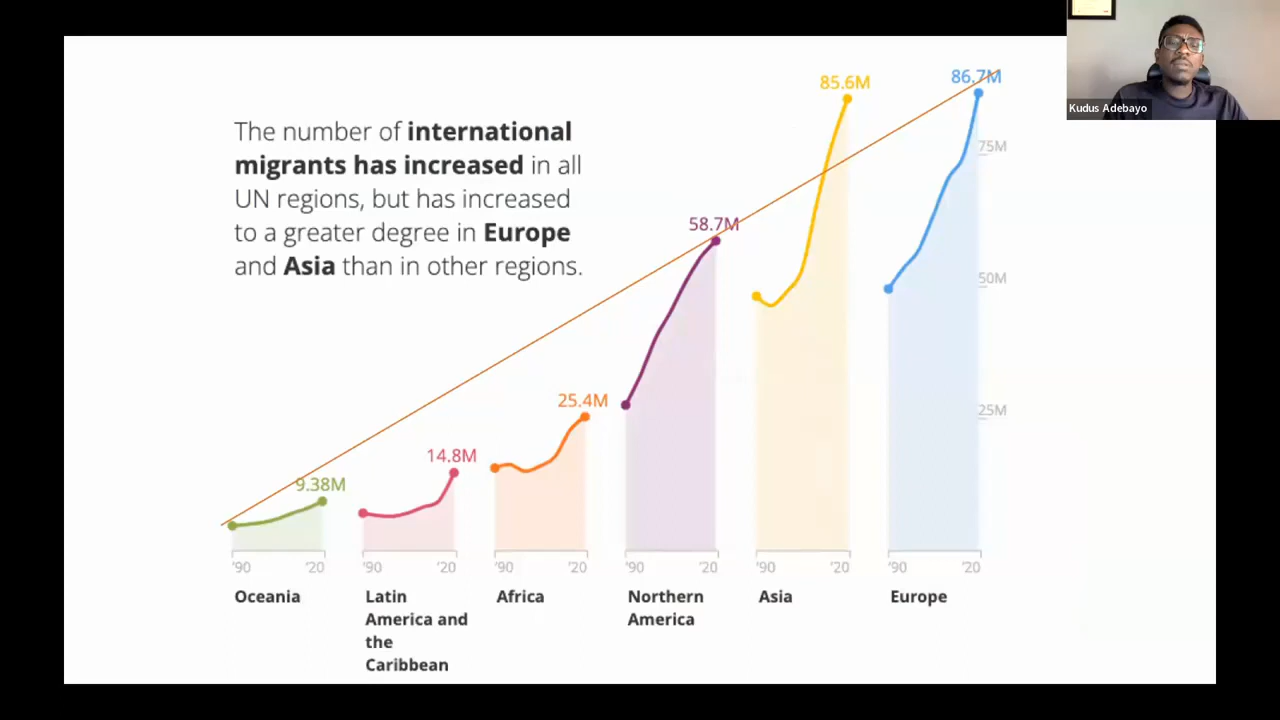 The number of international
migrants has increased in all
UN regions, but has increased
to a greater degree in Europe
and Asia than in other regions.
9.38M
14.8M
25.4M
58.7M
85.6M
86.7M
75M
50M
25M
'90 '20
'90 '20
'90 '20
'90 '20
'90 '20
'90 '20
Oceania
Latin
America and
the
Caribbean
Africa
Northern
America
Asia
Europe
Kudus Adebayo